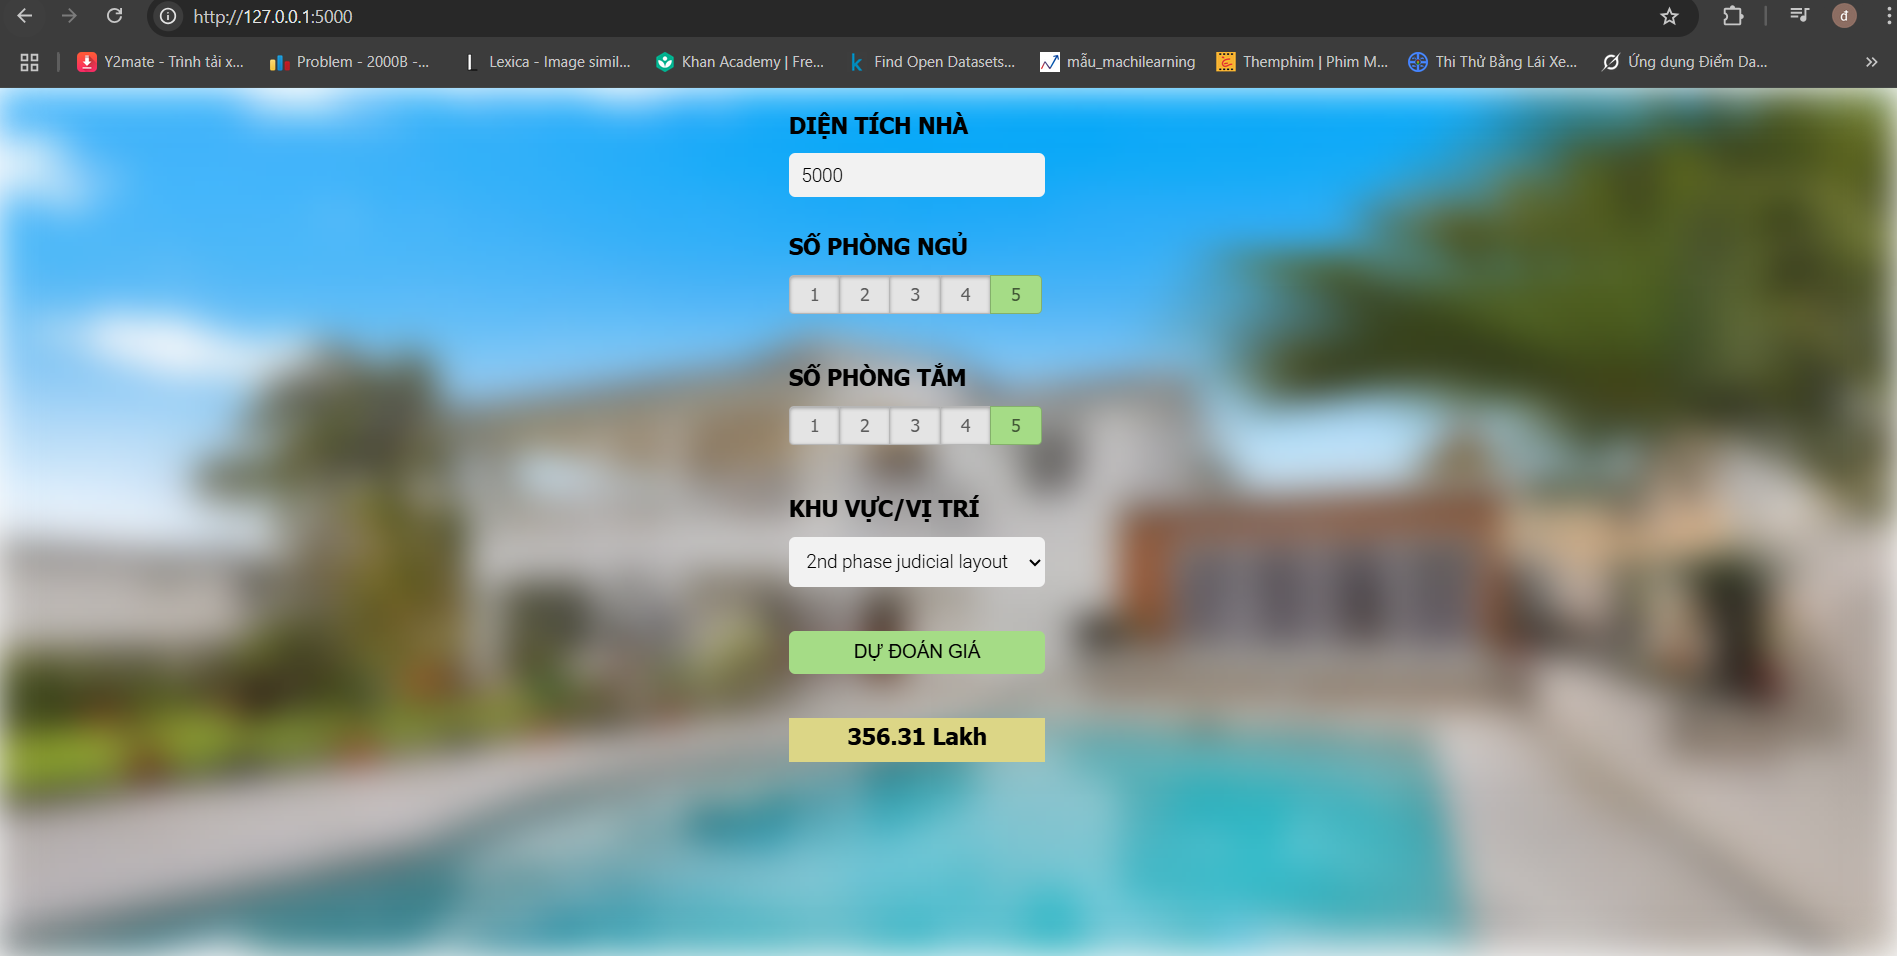 http://127.0.0.1:5000
đ
Y2mate - Trình tải x...
Problem - 2000B -...
Lexica - Image simil...
Khan Academy | Fre...
Find Open Datasets...
mẫu_machilearning
Themphim | Phim M...
Thi Thử Bằng Lái Xe...
Ứng dụng Điểm Da...
DIỆN TÍCH NHÀ
5000
SỐ PHÒNG NGỦ
1 2 3 4 5
SỐ PHÒNG TẮM
1 2 3 4 5
KHU VỰC/VỊ TRÍ
2nd phase judicial layout
DỰ ĐOÁN GIÁ
356.31 Lakh